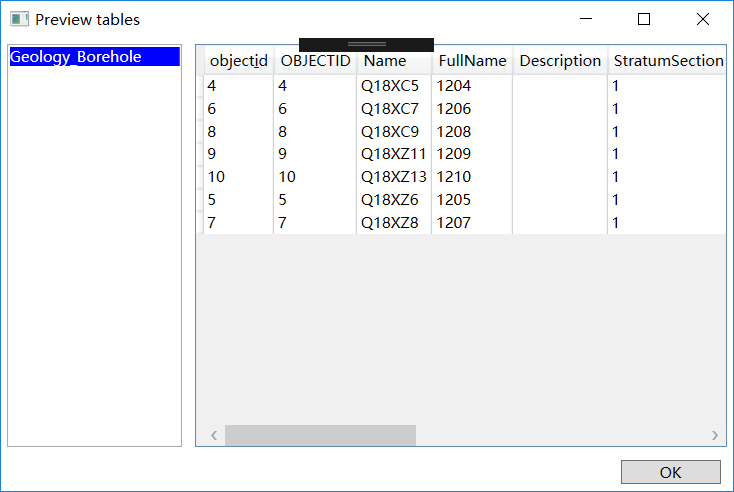 Preview tables
Geology_Borehole
objectid OBJECTID Name FullName Description StratumSection
4 4 Q18XC5 1204 1
6 6 Q18XC7 1206 1
8 8 Q18XC9 1208 1
9 9 Q18XZ11 1209 1
10 10 Q18XZ13 1210 1
5 5 Q18XZ6 1205 1
7 7 Q18XZ8 1207 1
OK